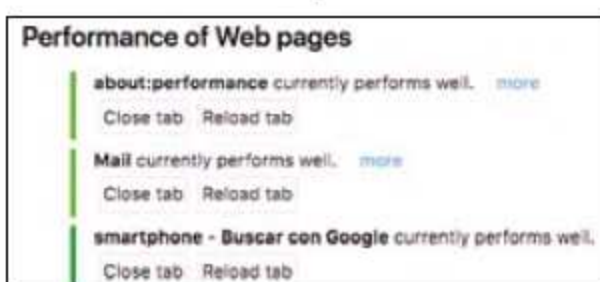 Performance of Web pages
about:performance currently performs well. more
Close tab Reload tab
Mail currently performs well. more
Close tab Reload tab
smartphone - Buscar con Google currently performs well.
Close tab Reload tab